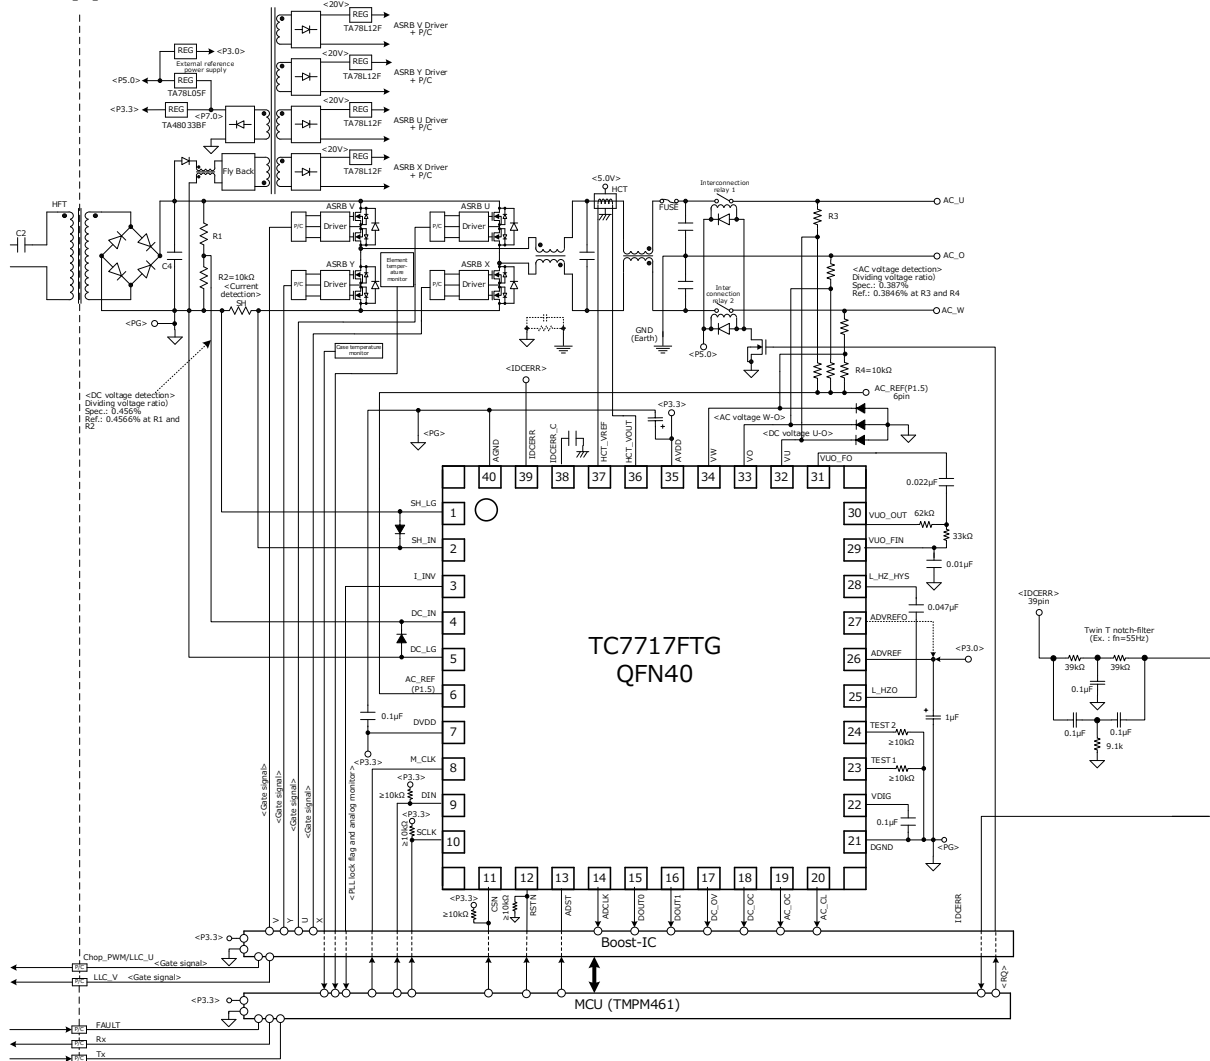 <20V>
REG
TA78L12F
ASRB V Driver
+ P/C
REG
<P3.0>
External reference
power supply
<20V>
REG
TA78L12F
ASRB Y Driver
+ P/C
<P5.0>
REG
TA78L05F
<P3.3>
REG
TA48033BF
<P7.0>
<20V>
REG
TA78L12F
ASRB U Driver
+ P/C
Fly Back
<20V>
REG
TA78L12F
ASRB X Driver
+ P/C
HFT
C2
C4
R1
R2=10kΩ
<Current
detection>
SH
<PG>
ASRB V
P/C
Driver
ASRB U
P/C
Driver
ASRB Y
P/C
Driver
ASRB X
P/C
Driver
Element
temper-
ature
monitor
Case temperature
monitor
<5.0V>
HCT
FUSE
Interconnection
relay 1
Inter
connection
relay 2
<P5.0>
GND
(Earth)
R3
AC_U
AC_O
AC_W
<AC voltage detection>
Dividing voltage ratio)
Spec.: 0.387%
Ref.: 0.3846% at R3 and R4
R4=10kΩ
AC_REF(P1.5)
6pin
<DC voltage detection>
Dividing voltage ratio)
Spec.: 0.456%
Ref.: 0.4566% at R1 and
R2
<IDCERR>
<P3.3>
<PG>
<AC voltage W-O>
<DC voltage U-O>
AGND
IDCERR
IDCERR_C
HCT_VREF
HCT_VOUT
AVDD
VW
VO
VU
VUO_FO
40
39
38
37
36
35
34
33
32
31
SH_LG
1
SH_IN
2
I_INV
3
DC_IN
4
DC_LG
5
AC_REF
(P1.5)
6
DVDD
7
M_CLK
8
DIN
9
SCLK
10
0.1μF
<P3.3>
<P3.3>
≥10kΩ
<P3.3>
≥10kΩ
TC7717FTG
QFN40
30
VUO_OUT
62kΩ
0.022μF
33kΩ
29
VUO_FIN
0.01μF
28
L_HZ_HYS
0.047μF
27
ADVREFO
26
ADVREF
<P3.0>
25
L_HZO
1μF
24
TEST2
≥10kΩ
23
TEST1
≥10kΩ
22
VDIG
0.1μF
21
DGND
<PG>
11
12
13
14
15
16
17
18
19
20
CSN
RSTN
ADST
ADCLK
DOUT0
DOUT1
DC_OV
DC_OC
AC_OC
AC_CL
<P3.3>
≥10kΩ
≥10kΩ
<IDCERR>
39pin
Twin T notch-filter
(Ex. : fn=55Hz)
39kΩ
39kΩ
0.1μF
0.1μF
0.1μF
9.1k
<Gate signal>
<Gate signal>
<Gate signal>
<Gate signal>
<PLL lock flag and analog monitor>
V
Y
U
X
IDCERR
<P3.3>
Boost-IC
Chop_PWM/LLC_U
<Gate signal>
P/C
LLC_V
<Gate signal>
P/C
<RQ>
<P3.3>
MCU (TMPM461)
P/C
FAULT
P/C
Rx
P/C
Tx